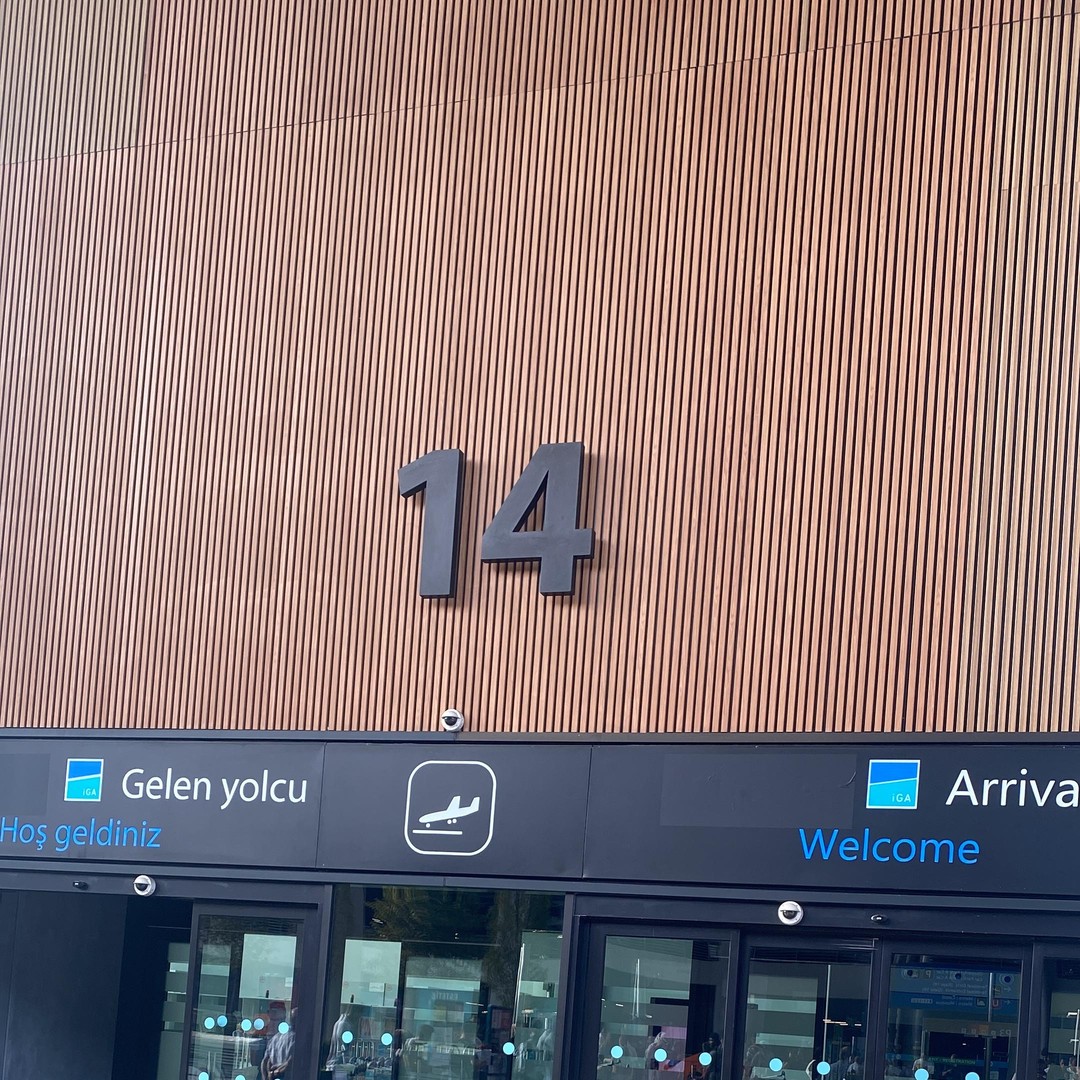 14
iGA Gelen yolcu
Hoş geldiniz
iGA Arriva
Welcome